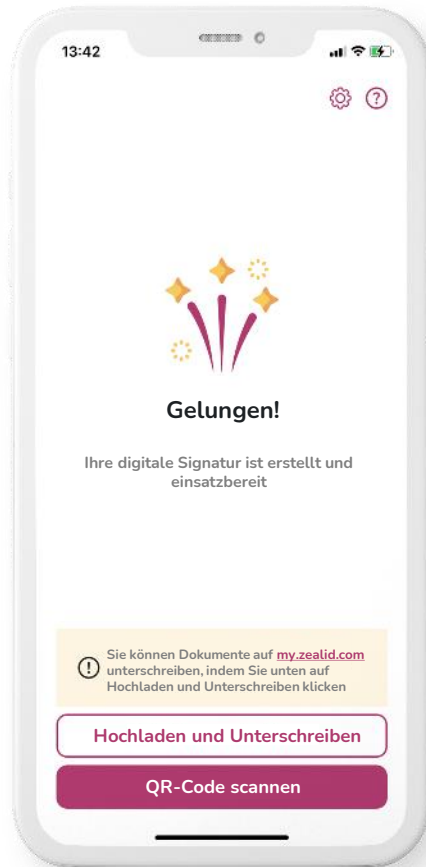 13:42
?
Gelungen!
Ihre digitale Signatur ist erstellt und
einsatzbereit
! Sie können Dokumente auf my.zealid.com
unterschreiben, indem Sie unten auf
Hochladen und Unterschreiben klicken
Hochladen und Unterschreiben
QR-Code scannen